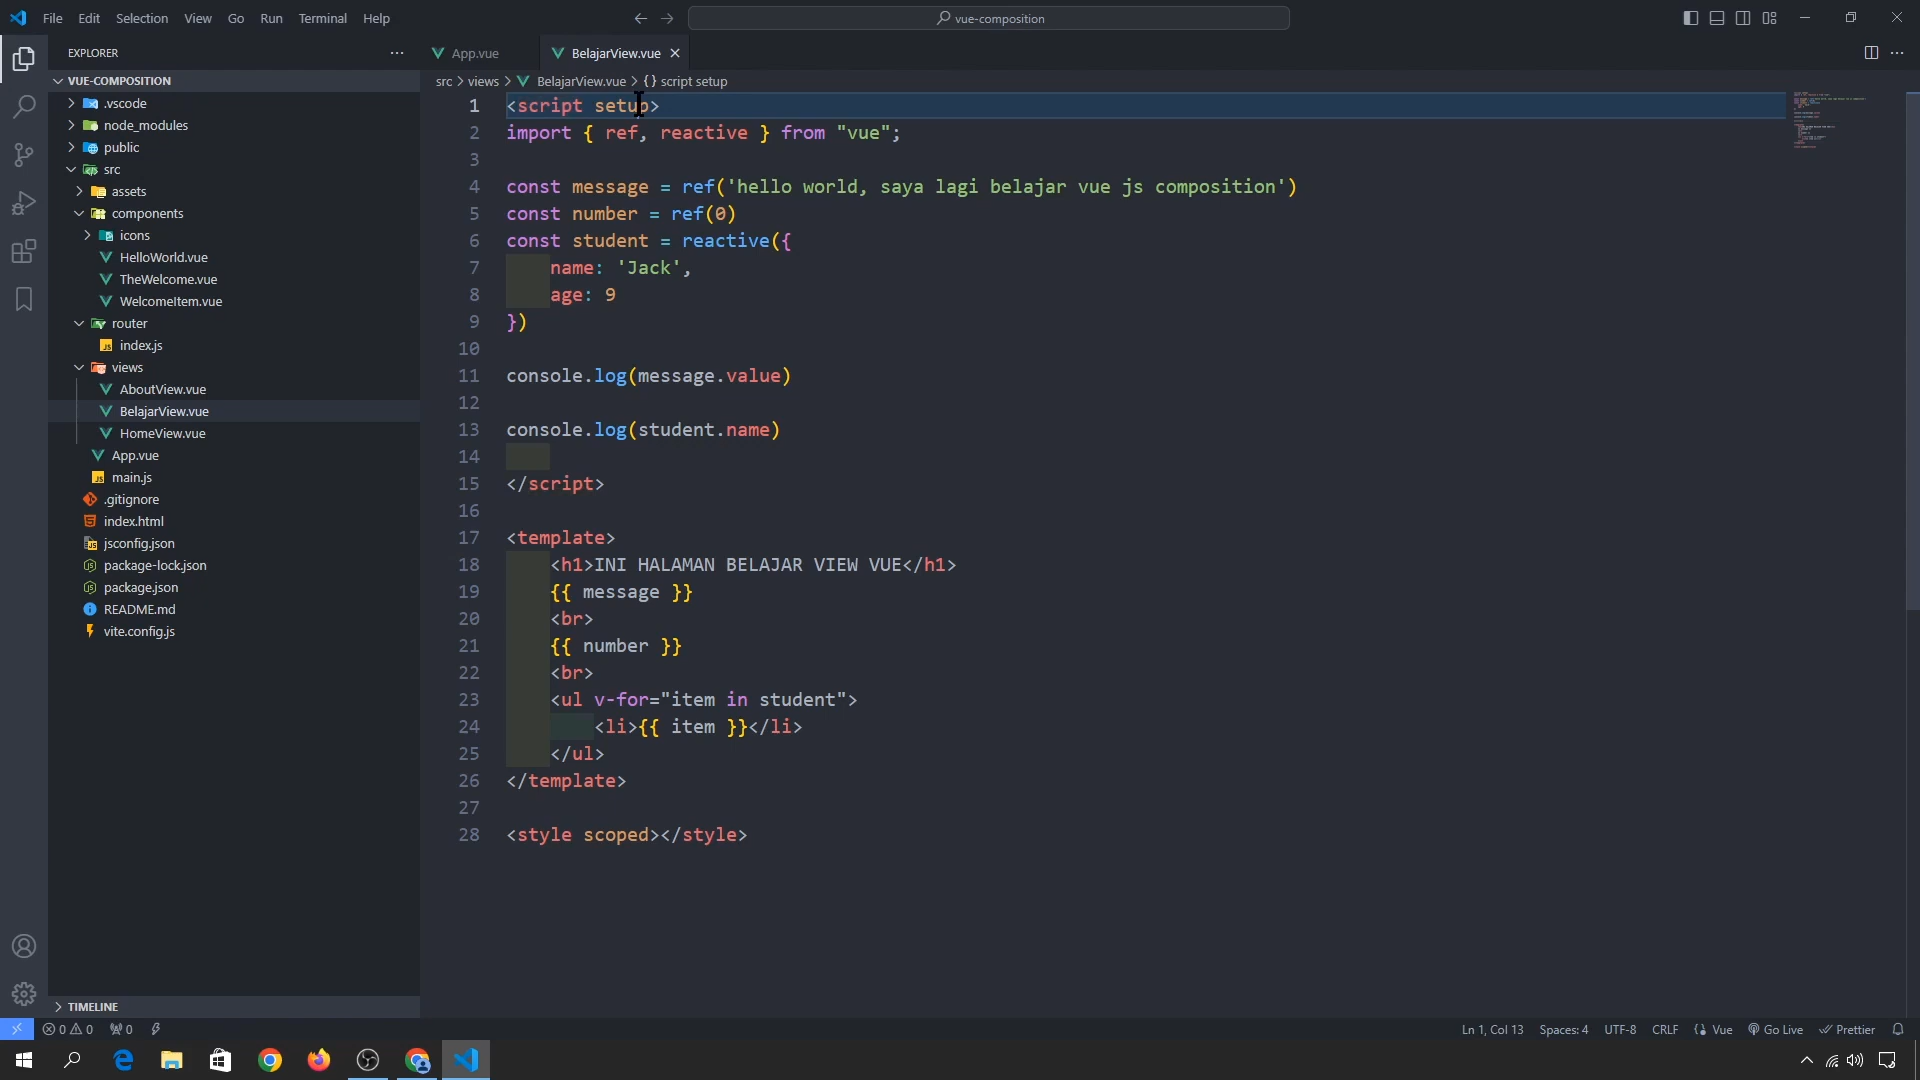 File Edit Selection View Go Run Terminal Help
vue-composition
EXPLORER
App.vue
BelajarView.vue
VUE-COMPOSITION
src > views > BelajarView.vue > {} script setup
.vscode
node_modules
public
src
assets
components
icons
HelloWorld.vue
TheWelcome.vue
WelcomeItem.vue
router
index.js
views
AboutView.vue
BelajarView.vue
HomeView.vue
App.vue
main.js
.gitignore
index.html
jsconfig.json
package-lock.json
package.json
README.md
vite.config.js
TIMELINE
1 <script setup>
2 import { ref, reactive } from "vue";
3
4 const message = ref('hello world, saya lagi belajar vue js composition')
5 const number = ref(0)
6 const student = reactive({
7 name: 'Jack',
8 age: 9
9 })
10
11 console.log(message.value)
12
13 console.log(student.name)
14
15 </script>
16
17 <template>
18 <h1>INI HALAMAN BELAJAR VIEW VUE</h1>
19 {{ message }}
20 <br>
21 {{ number }}
22 <br>
23 <ul v-for="item in student">
24 <li>{{ item }}</li>
25 </ul>
26 </template>
27
28 <style scoped></style>
0 0 0
Ln 1, Col 13 Spaces: 4 UTF-8 CRLF Vue Go Live Prettier